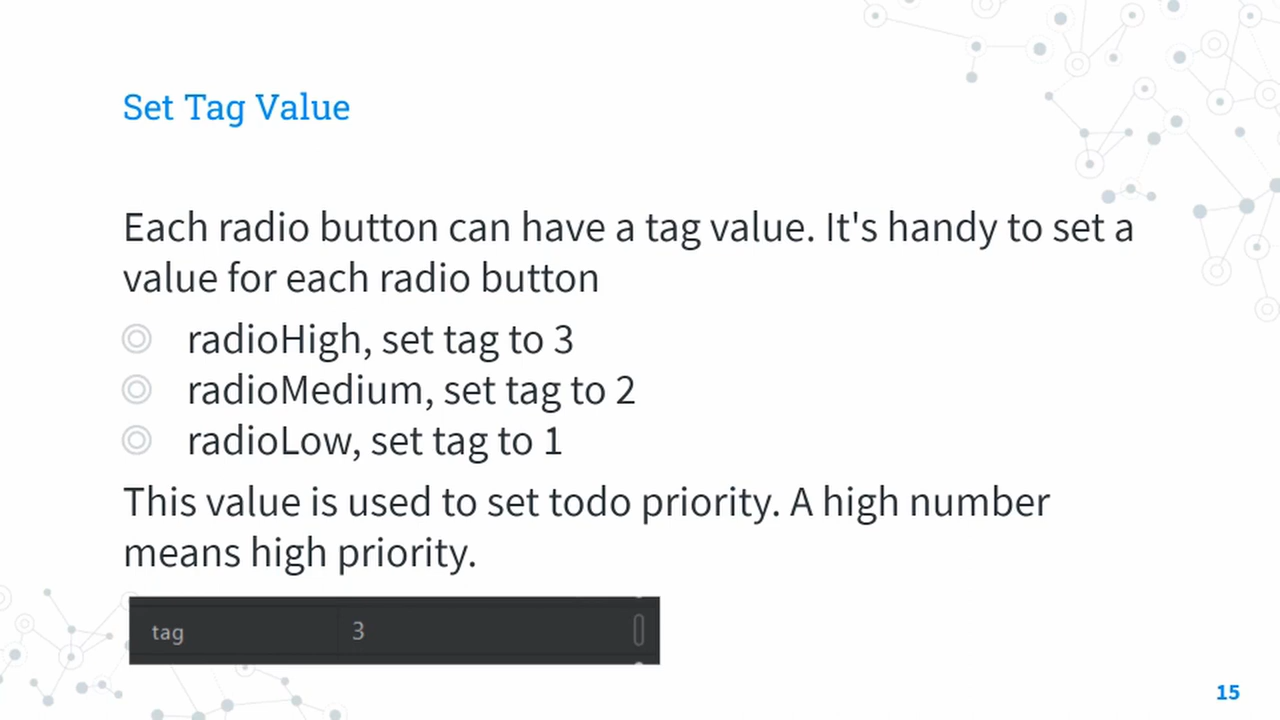 Set Tag Value
Each radio button can have a tag value. It's handy to set a
value for each radio button
radioHigh, set tag to 3
radioMedium, set tag to 2
radioLow, set tag to 1
This value is used to set todo priority. A high number
means high priority.
tag 3
15